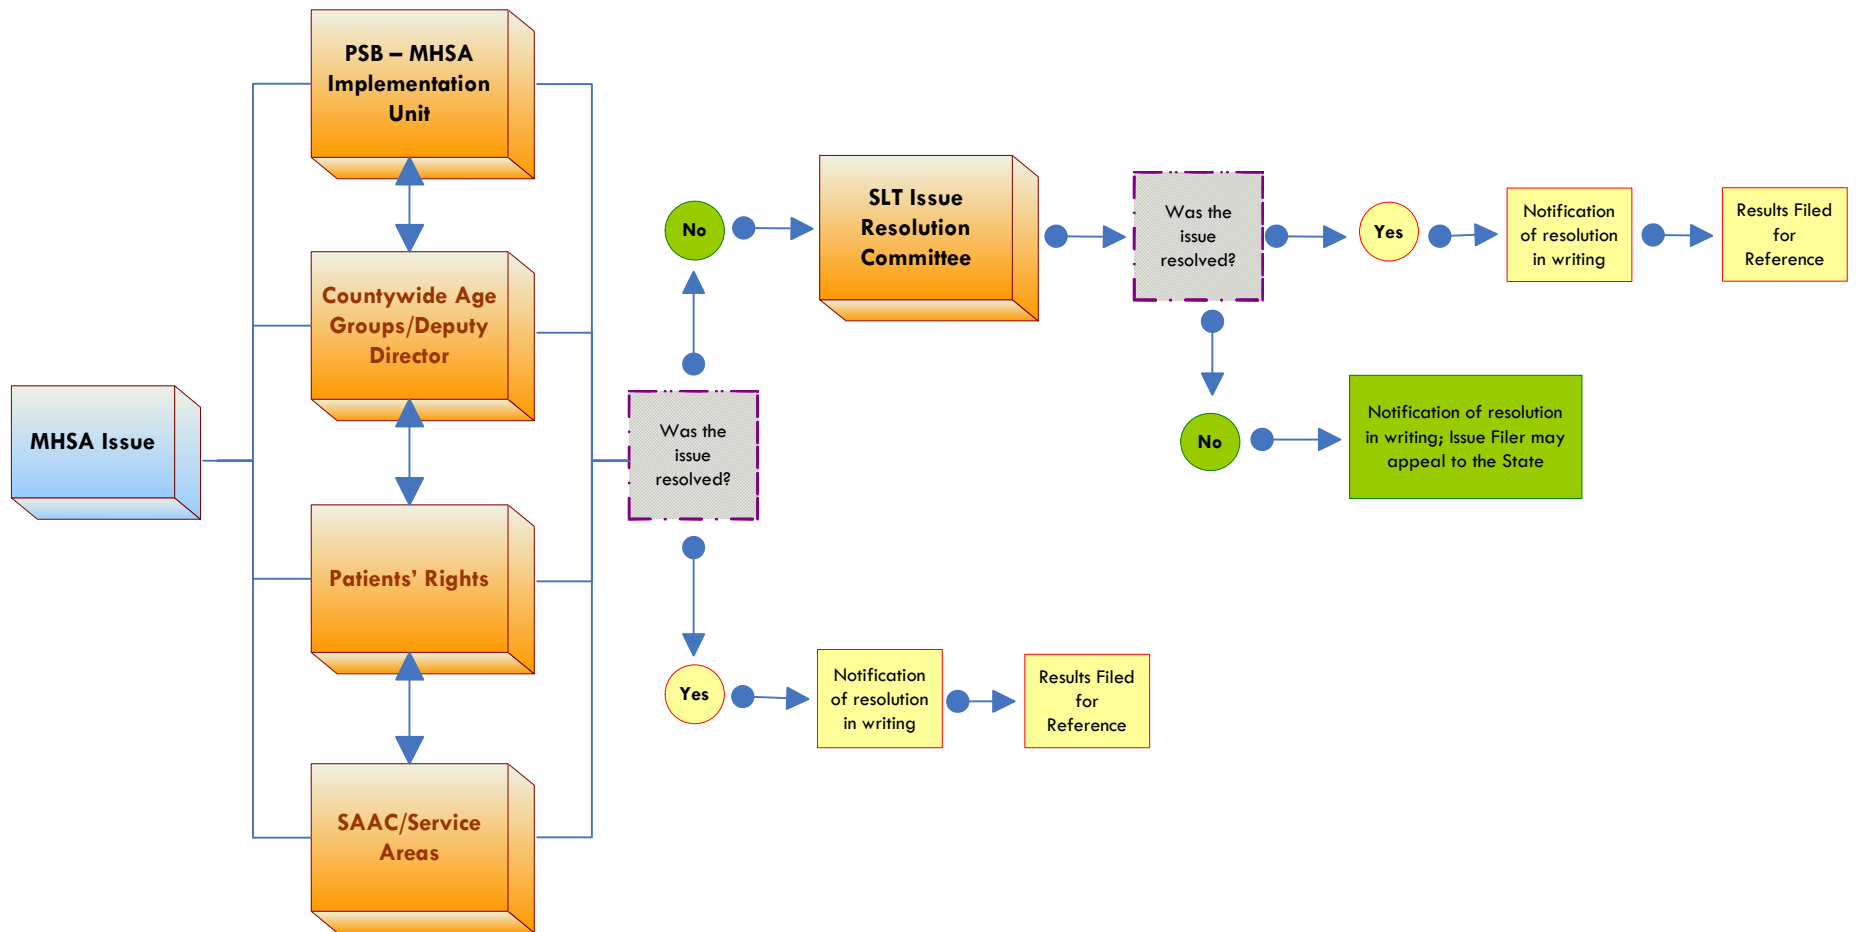 MHSA Issue
PSB – MHSA
Implementation
Unit
Countywide Age
Groups/Deputy
Director
Patients’ Rights
SAAC/Service
Areas
Was the
issue
resolved?
No
SLT Issue
Resolution
Committee
Was the
issue
resolved?
Yes
Notification
of resolution
in writing
Results Filed
for
Reference
No
Notification of resolution
in writing; Issue Filer may
appeal to the State
Yes
Notification
of resolution
in writing
Results Filed
for
Reference